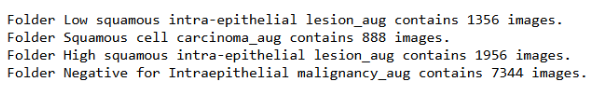 Folder Low squamous intra-epithelial lesion_aug contains 1356 images.
Folder Squamous cell carcinoma_aug contains 888 images.
Folder High squamous intra-epithelial lesion_aug contains 1956 images.
Folder Negative for Intraepithelial malignancy_aug contains 7344 images.